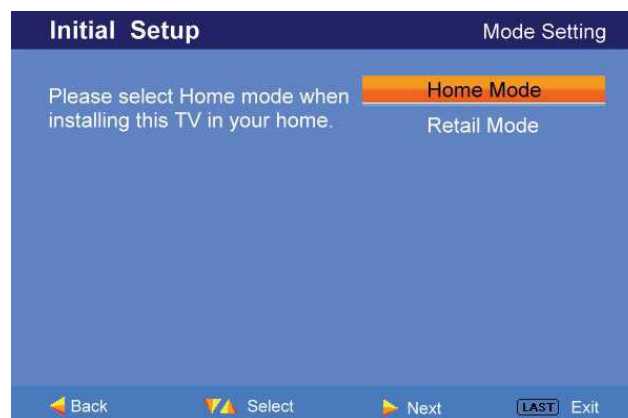 Initial Setup
Mode Setting
Please select Home mode when
installing this TV in your home.
Home Mode
Retail Mode
Back Select Next LAST Exit